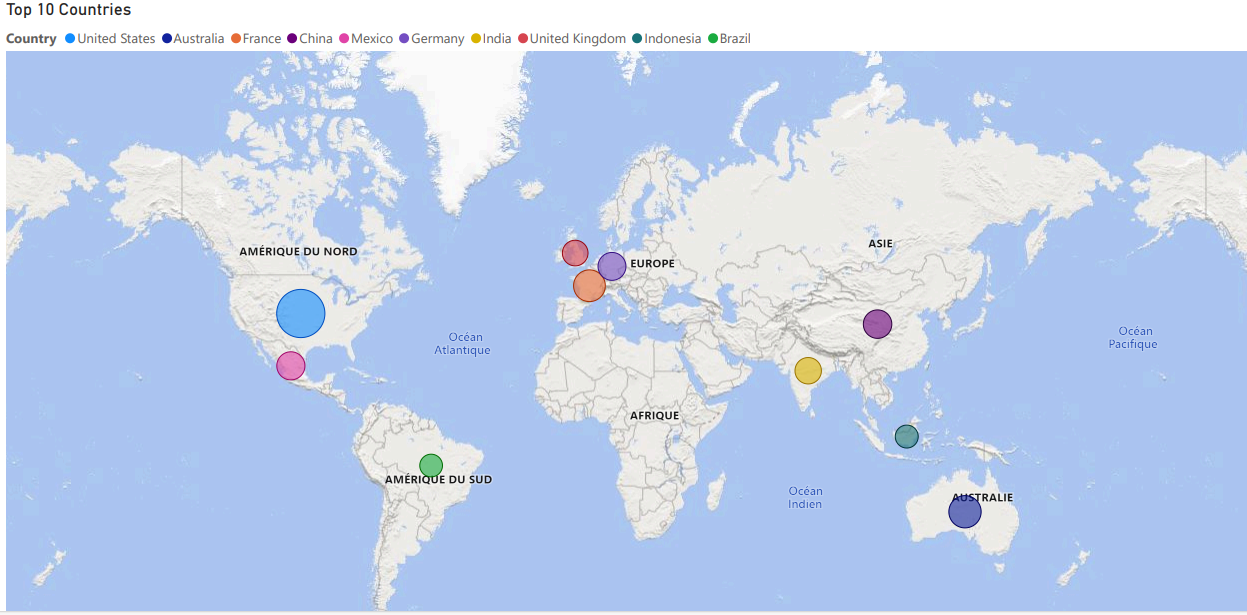 Top 10 Countries
Country United States Australia France China Mexico Germany India United Kingdom Indonesia Brazil
ASIE
AMÉRIQUE DU NORD
EUROPE
Océan
Atlantique
Océan
Pacifique
AFRIQUE
AMÉRIQUE DU SUD
Océan
Indien
AUSTRALIE